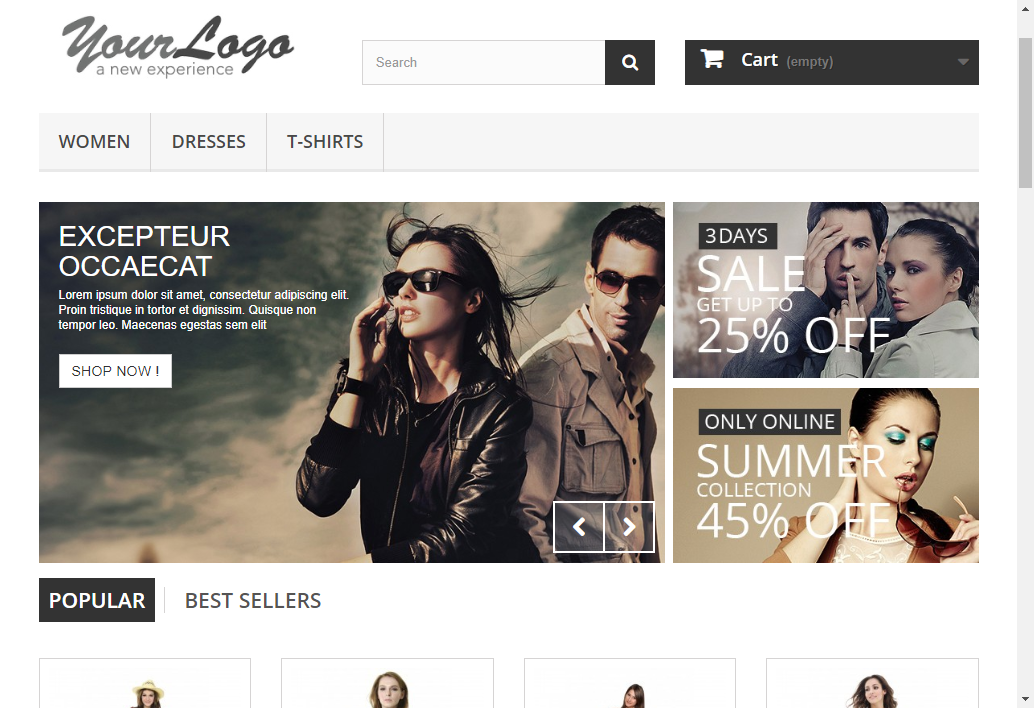 YourLogo
a new experience
Search
Cart (empty)
WOMEN DRESSES T-SHIRTS
EXCEPTEUR
OCCAECAT
Lorem ipsum dolor sit amet, consectetur adipiscing elit.
Proin tristique in tortor et dignissim. Quisque non
tempor leo. Maecenas egestas sem elit
SHOP NOW !
3 DAYS
SALE
GET UP TO
25% OFF
ONLY ONLINE
SUMMER
COLLECTION
45% OFF
POPULAR BEST SELLERS